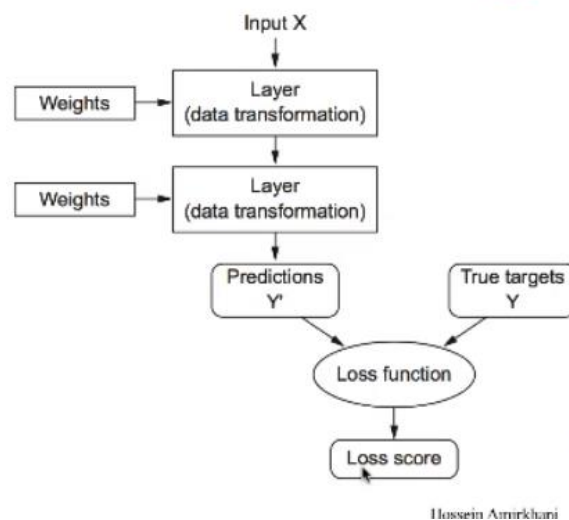 Input X
Weights
Layer
(data transformation)
Weights
Layer
(data transformation)
Predictions
Y'
True targets
Y
Loss function
Loss score
Hossein Amirkhani